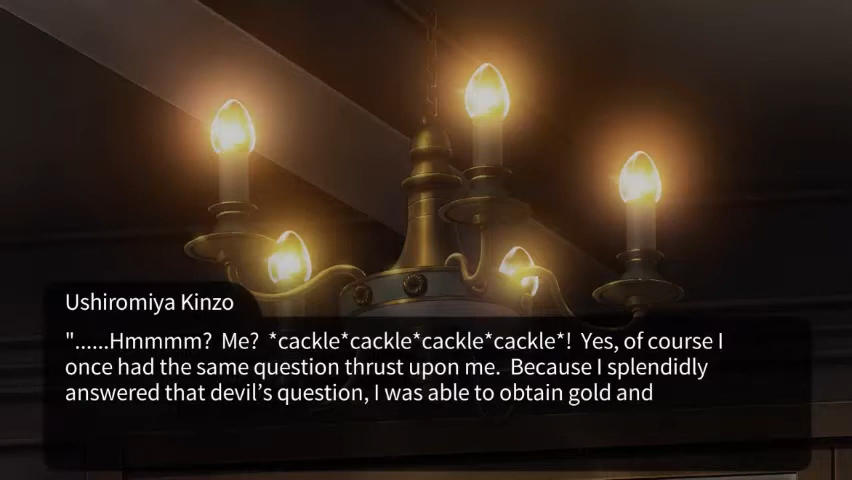 Ushiromiya Kinzo
"......Hmmmm?  Me?  *cackle*cackle*cackle*cackle*!  Yes, of course I
once had the same question thrust upon me.  Because I splendidly
answered that devil’s question, I was able to obtain gold and